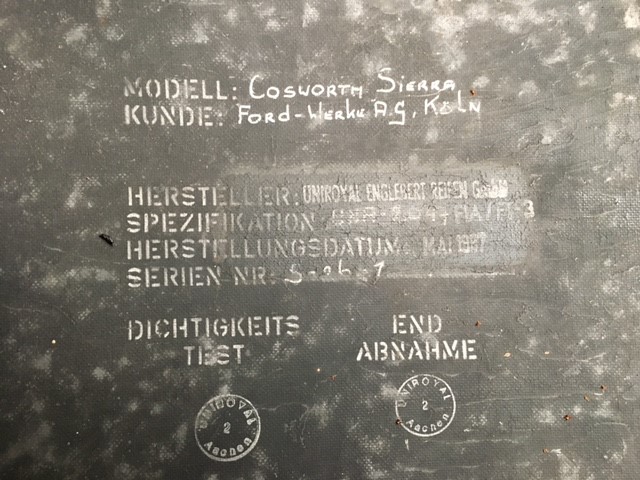 MODELL: COSWORTH SIERRA
KUNDE: FORD-WERKE A.G, KÖLN
HERSTELLER: UNIROYAL ENGLEBERT REIFEN GmbH
SPEZIFIKATION
HERSTELLUNGSDATUM: MAI 1987
SERIEN NR.
DICHTIGKEITS
TEST
END
ABNAHME
UNIROYAL
2
Aachen
UNIROYAL
2
Aachen